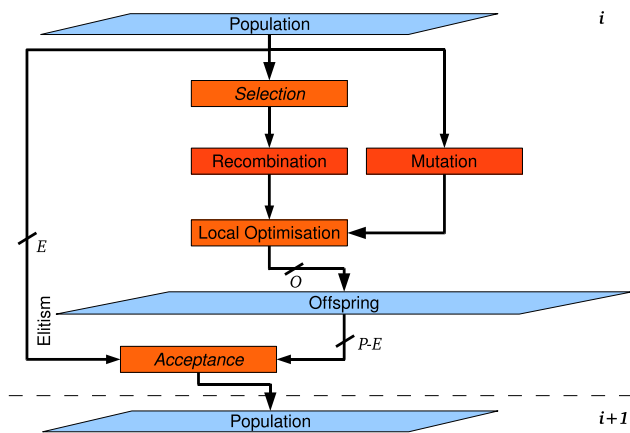 Population
i
Selection
Recombination
Mutation
Local Optimisation
E
O
Offspring
Elitism
P-E
Acceptance
Population
i+1